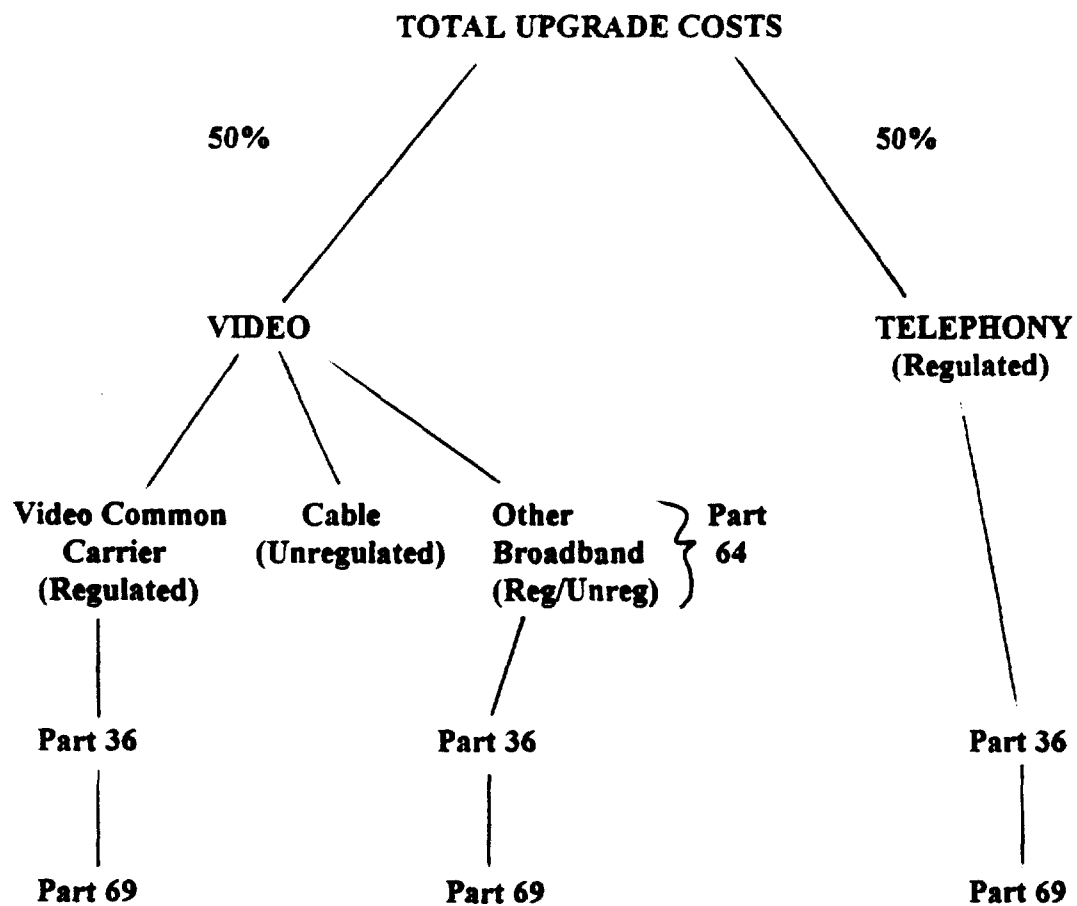 TOTAL UPGRADE COSTS
50%
50%
VIDEO
TELEPHONY
(Regulated)
Video Common
Carrier
(Regulated)
Cable
(Unregulated)
Other
Broadband
(Reg/Unreg)
Part
64
Part 36
Part 36
Part 36
Part 69
Part 69
Part 69